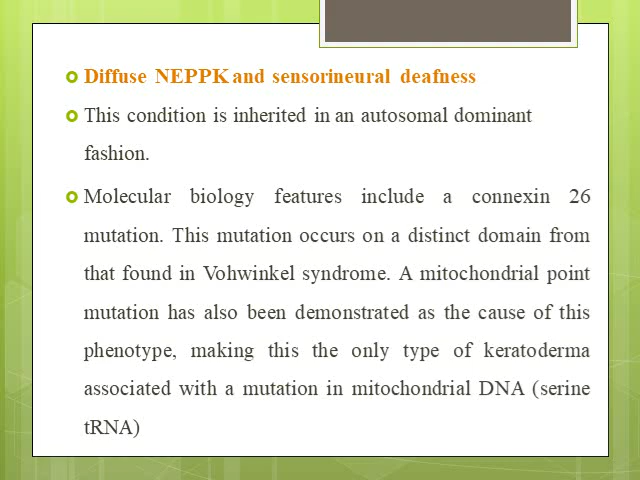 Diffuse NEPPK and sensorineural deafness
This condition is inherited in an autosomal dominant
fashion.
Molecular biology features include a connexin 26
mutation. This mutation occurs on a distinct domain from
that found in Vohwinkel syndrome. A mitochondrial point
mutation has also been demonstrated as the cause of this
phenotype, making this the only type of keratoderma
associated with a mutation in mitochondrial DNA (serine
tRNA)